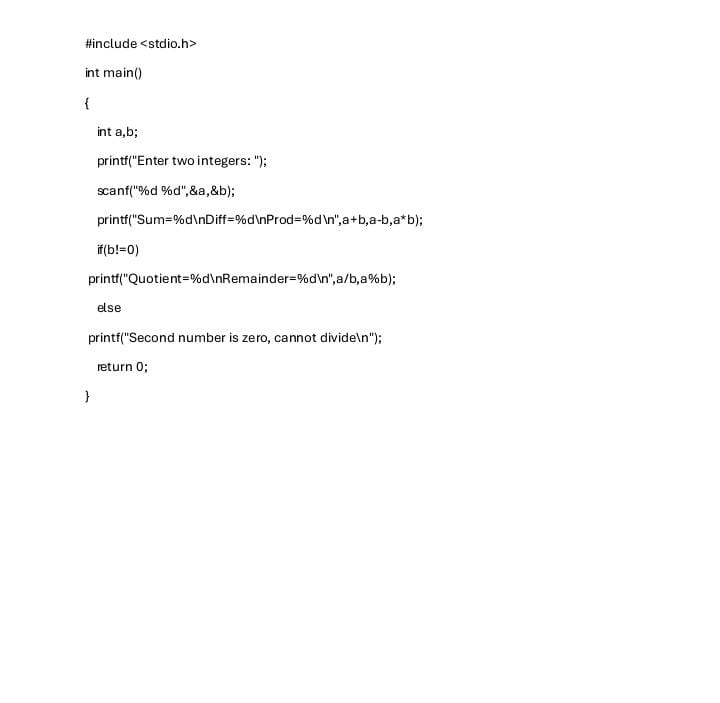 #include <stdio.h>
int main()
{
int a,b;
printf("Enter two integers: ");
scanf("%d %d",&a,&b);
printf("Sum=%d\nDiff=%d\nProd=%d\n",a+b,a-b,a*b);
if(b!=0)
printf("Quotient=%d\nRemainder=%d\n",a/b,a%b);
else
printf("Second number is zero, cannot divide\n");
return 0;
}